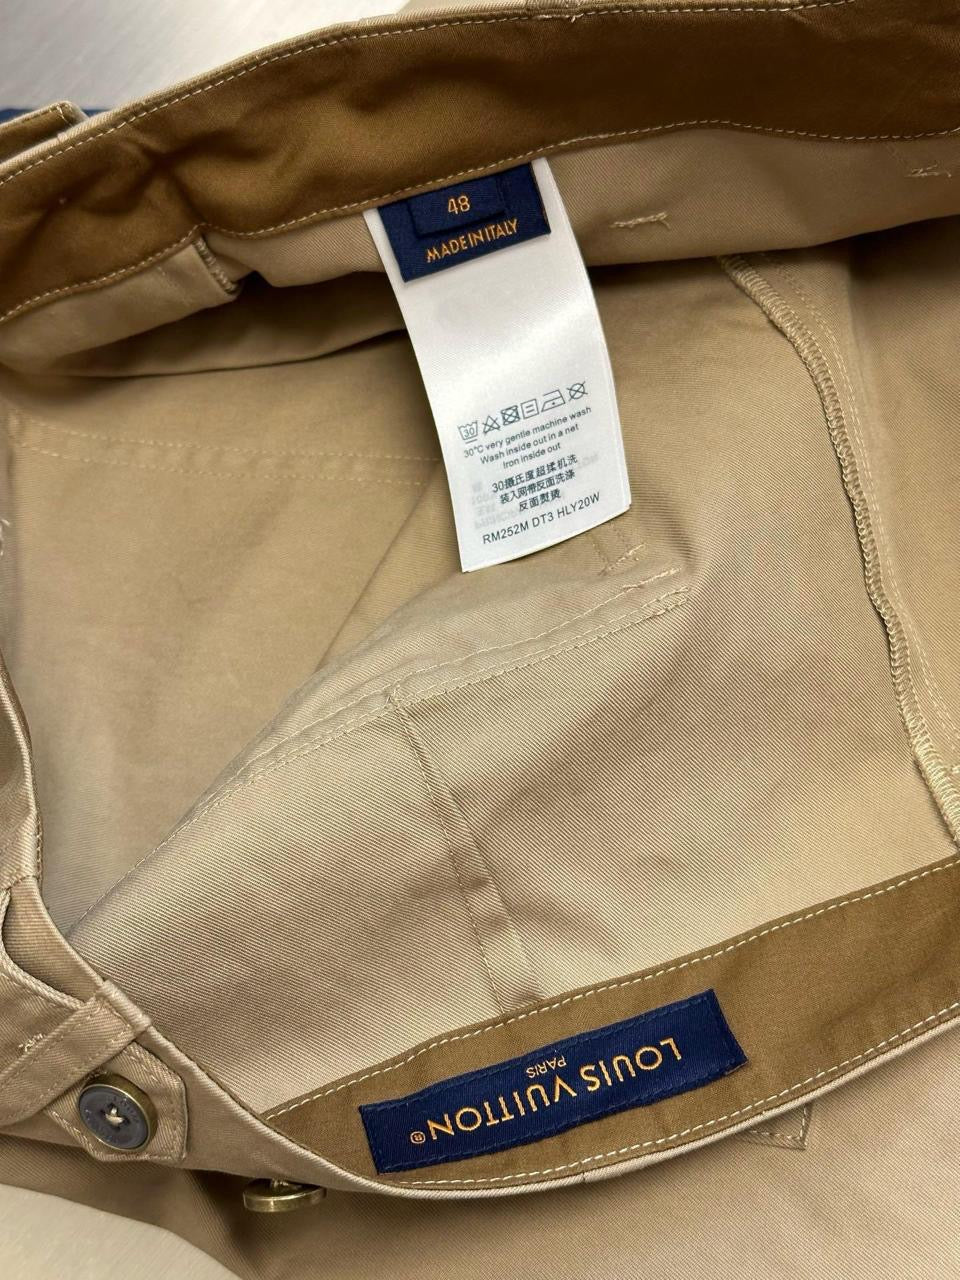 48
MADE IN ITALY
30
30°C very gentle machine wash
Wash inside out in a net
Iron inside out
30摄氏度超揉机洗
装入网带反面洗涤
反面熨烫
RM252M DT3 HLY20W
LOUIS VUITTON®
PARIS